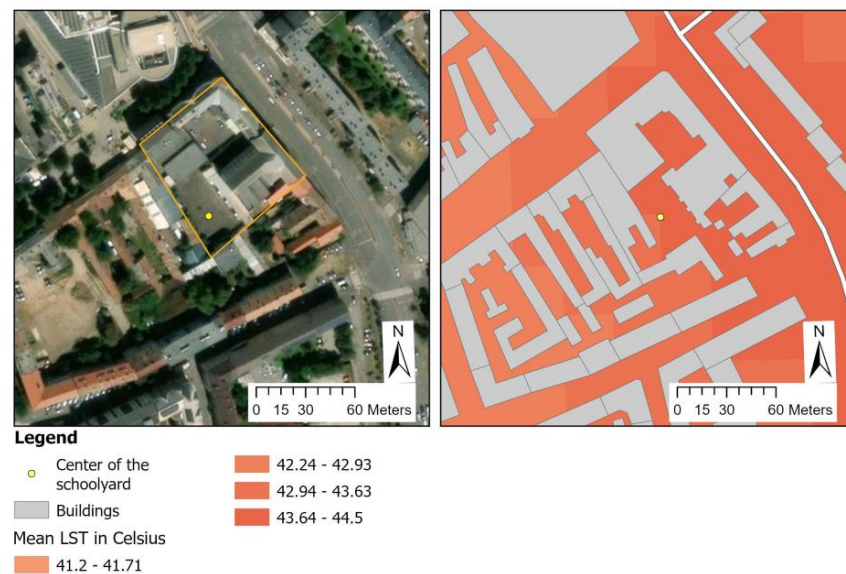 N
0 15 30 60 Meters
N
0 15 30 60 Meters
Legend
Center of the
schoolyard
Buildings
Mean LST in Celsius
41.2 - 41.71
42.24 - 42.93
42.94 - 43.63
43.64 - 44.5